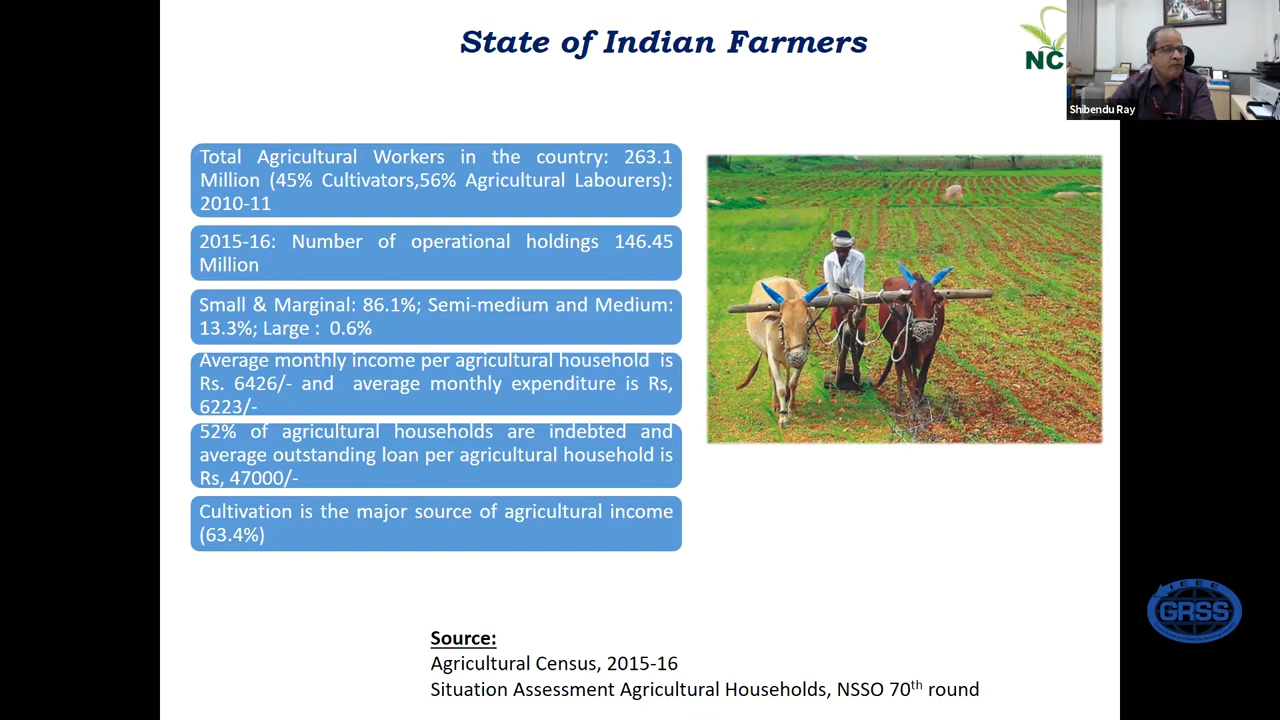 State of Indian Farmers
NC
Shibendu Ray
Total Agricultural Workers in the country: 263.1
Million (45% Cultivators,56% Agricultural Labourers):
2010-11
2015-16: Number of operational holdings 146.45
Million
Small & Marginal: 86.1%; Semi-medium and Medium:
13.3%; Large : 0.6%
Average monthly income per agricultural household is
Rs. 6426/- and average monthly expenditure is Rs,
6223/-
52% of agricultural households are indebted and
average outstanding loan per agricultural household is
Rs, 47000/-
Cultivation is the major source of agricultural income
(63.4%)
IEEE
GRSS
Source:
Agricultural Census, 2015-16
Situation Assessment Agricultural Households, NSSO 70th round